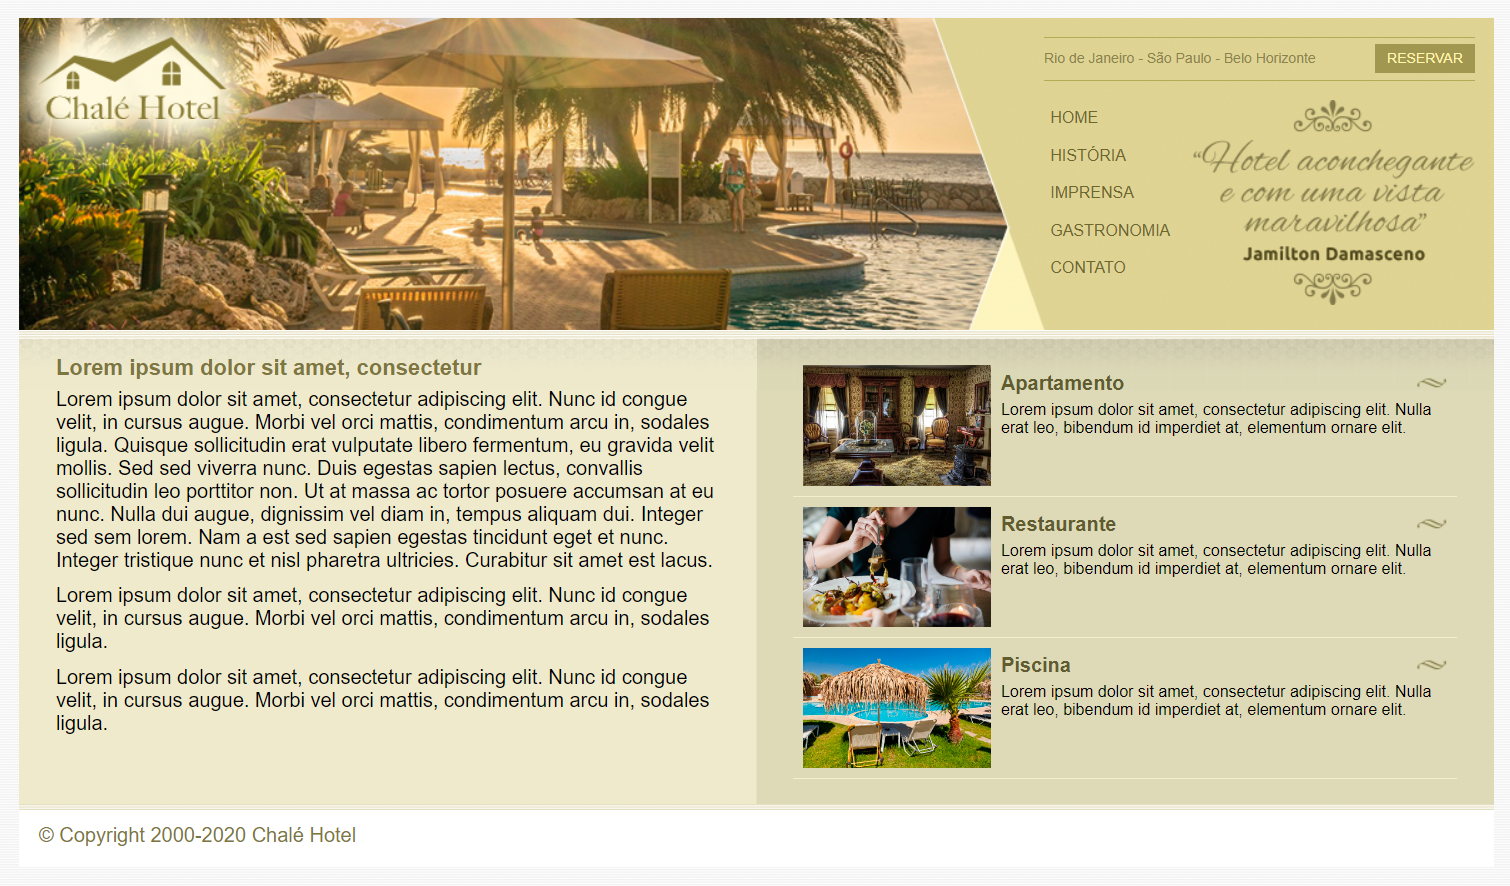 Chalé Hotel
Rio de Janeiro - São Paulo - Belo Horizonte
RESERVAR
HOME
HISTÓRIA
IMPRENSA
GASTRONOMIA
CONTATO
“Hotel aconchegante
e com uma vista
maravilhosa”
Jamilton Damasceno
Lorem ipsum dolor sit amet, consectetur
Lorem ipsum dolor sit amet, consectetur adipiscing elit. Nunc id congue
velit, in cursus augue. Morbi vel orci mattis, condimentum arcu in, sodales
ligula. Quisque sollicitudin erat vulputate libero fermentum, eu gravida velit
mollis. Sed sed viverra nunc. Duis egestas sapien lectus, convallis
sollicitudin leo porttitor non. Ut at massa ac tortor posuere accumsan at eu
nunc. Nulla dui augue, dignissim vel diam in, tempus aliquam dui. Integer
sed sem lorem. Nam a est sed sapien egestas tincidunt eget et nunc.
Integer tristique nunc et nisl pharetra ultricies. Curabitur sit amet est lacus.
Lorem ipsum dolor sit amet, consectetur adipiscing elit. Nunc id congue
velit, in cursus augue. Morbi vel orci mattis, condimentum arcu in, sodales
ligula.
Lorem ipsum dolor sit amet, consectetur adipiscing elit. Nunc id congue
velit, in cursus augue. Morbi vel orci mattis, condimentum arcu in, sodales
ligula.
Apartamento
Lorem ipsum dolor sit amet, consectetur adipiscing elit. Nulla
erat leo, bibendum id imperdiet at, elementum ornare elit.
Restaurante
Lorem ipsum dolor sit amet, consectetur adipiscing elit. Nulla
erat leo, bibendum id imperdiet at, elementum ornare elit.
Piscina
Lorem ipsum dolor sit amet, consectetur adipiscing elit. Nulla
erat leo, bibendum id imperdiet at, elementum ornare elit.
© Copyright 2000-2020 Chalé Hotel